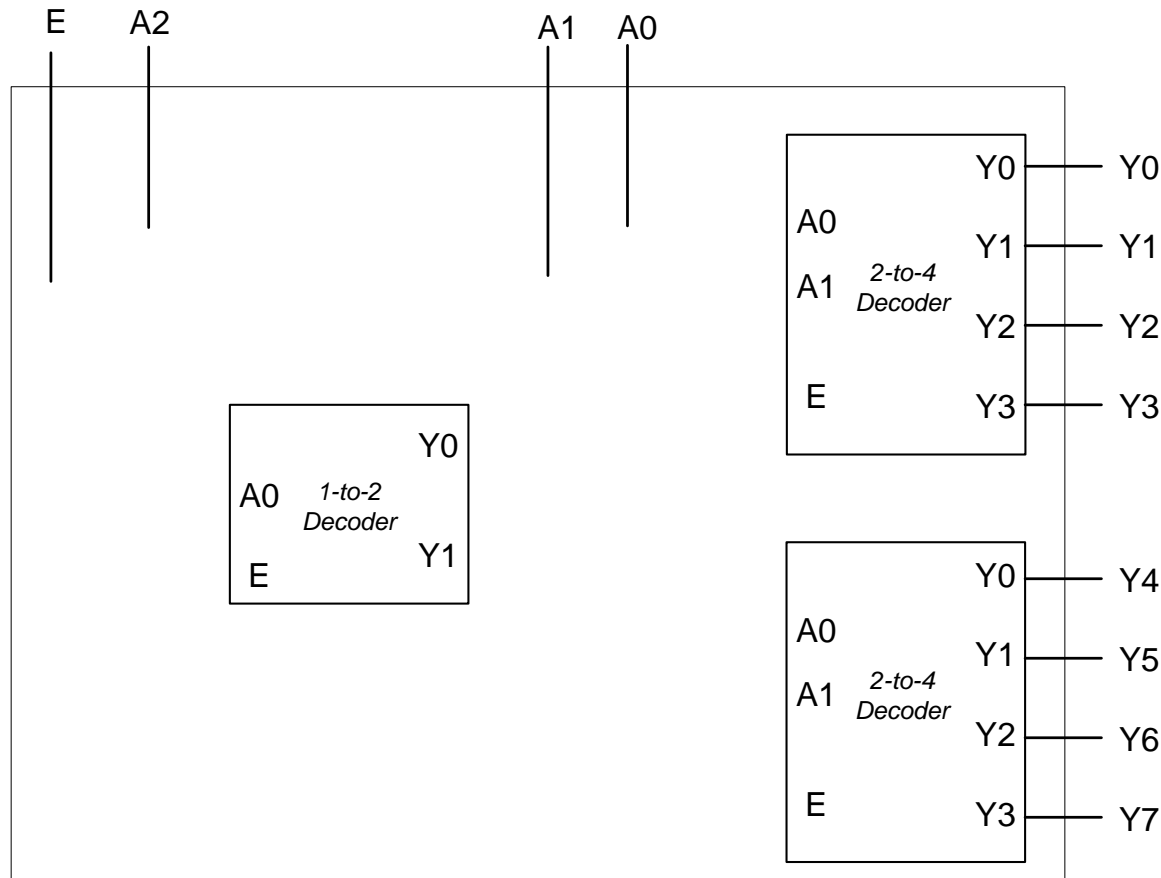 E A2 A1 A0
Y0 Y0
A0
Y1 Y1
A1 2-to-4
Decoder
Y2 Y2
E Y3 Y3
Y0
A0 1-to-2
Decoder
Y1
E
Y0 Y4
A0
Y1 Y5
A1 2-to-4
Decoder
Y2 Y6
E Y3 Y7